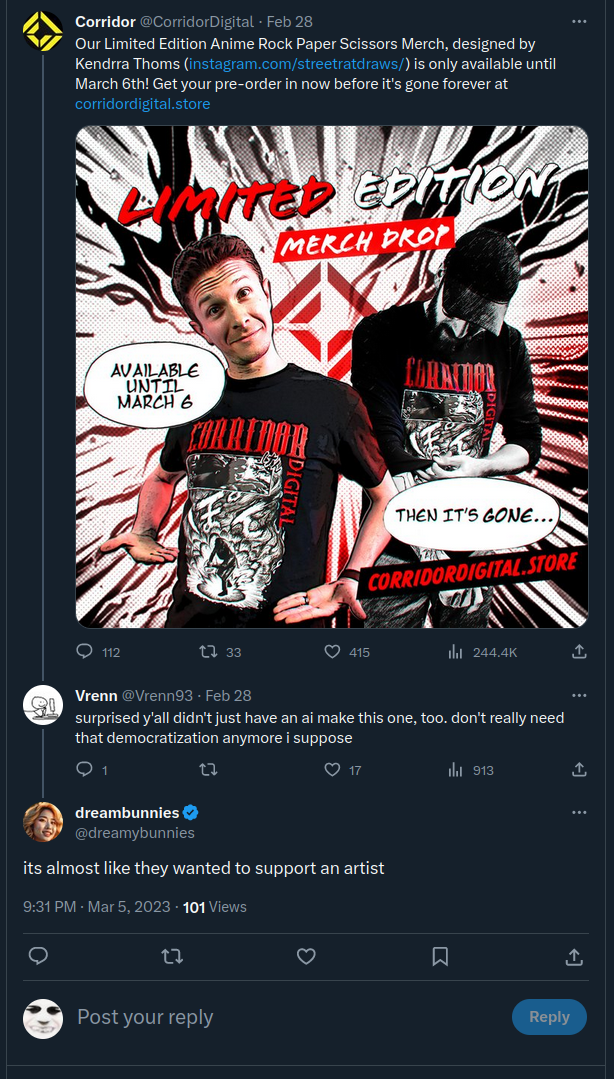 Corridor @CorridorDigital · Feb 28
Our Limited Edition Anime Rock Paper Scissors Merch, designed by
Kendrra Thoms (instagram.com/streetratdraws/) is only available until
March 6th! Get your pre-order in now before it's gone forever at
corridordigital.store
LIMITED EDITION
MERCH DROP
AVAILABLE
UNTIL
MARCH 6
CORRIDOR
DIGITAL
CORRIDOR
DIGITAL
THEN IT'S GONE...
CORRIDORDIGITAL.STORE
112 33 415 244.4K
Vrenn @Vrenn93 · Feb 28
surprised y'all didn't just have an ai make this one, too. don't really need
that democratization anymore i suppose
1 17 913
dreambunnies
@dreamybunnies
its almost like they wanted to support an artist
9:31 PM · Mar 5, 2023 · 101 Views
Post your reply
Reply